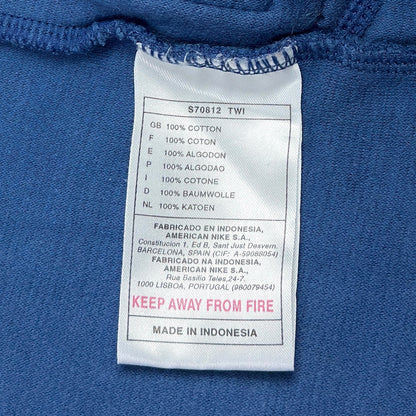 S70812 TWI
GB 100% COTTON
F 100% COTON
E 100% ALGODON
P 100% ALGODAO
I 100% COTONE
D 100% BAUMWOLLE
NL 100% KATOEN
FABRICADO EN INDONESIA,
AMERICAN NIKE S.A.,
Constitucion 1, Ed B, Sant Just Desvern.
BARCELONA, SPAIN (CIF: A-59088054)
FABRICADO NA INDONESIA,
AMERICAN NIKE S.A.,
Rua Basilio Teles,24-7.
1000 LISBOA, PORTUGAL (980079454)
KEEP AWAY FROM FIRE
MADE IN INDONESIA